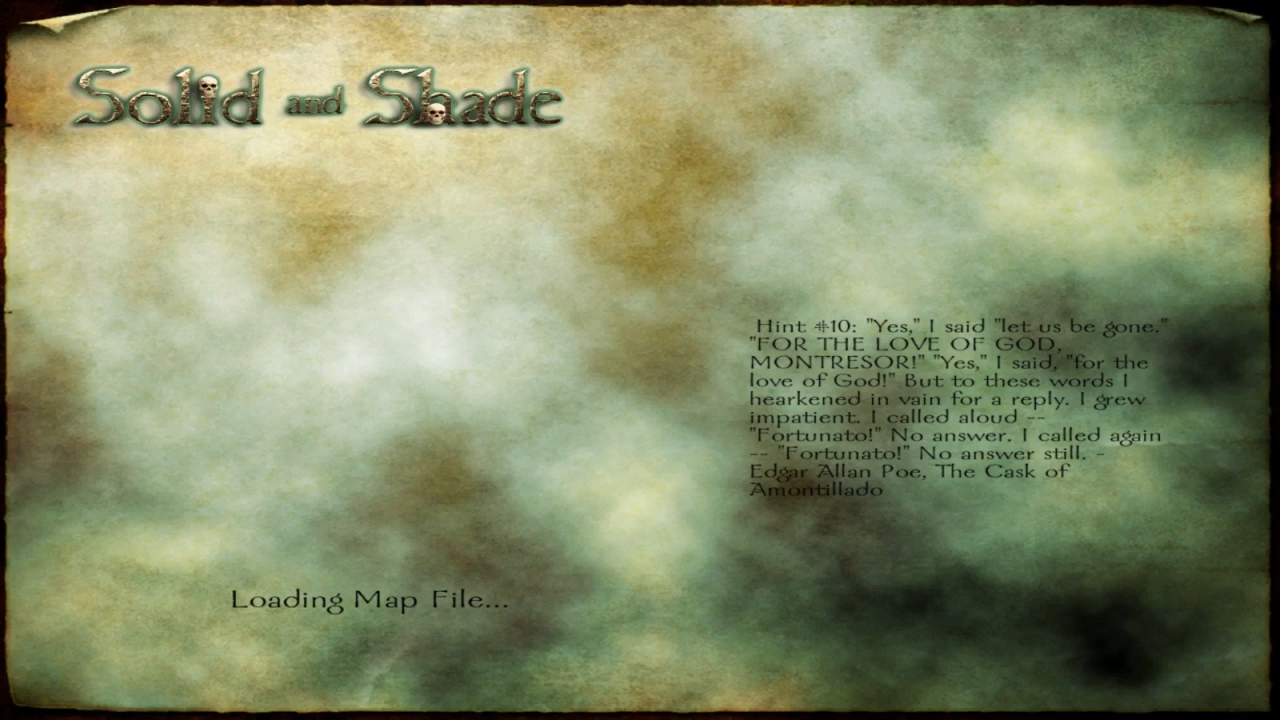 Solid and Shade
Hint #10: "Yes," I said "let us be gone."
"FOR THE LOVE OF GOD,
MONTRESOR!" "Yes," I said, "for the
love of God!" But to these words I
hearkened in vain for a reply. I grew
impatient. I called aloud --
"Fortunato!" No answer. I called again
-- "Fortunato!" No answer still. -
Edgar Allan Poe, The Cask of
Amontillado
Loading Map File...